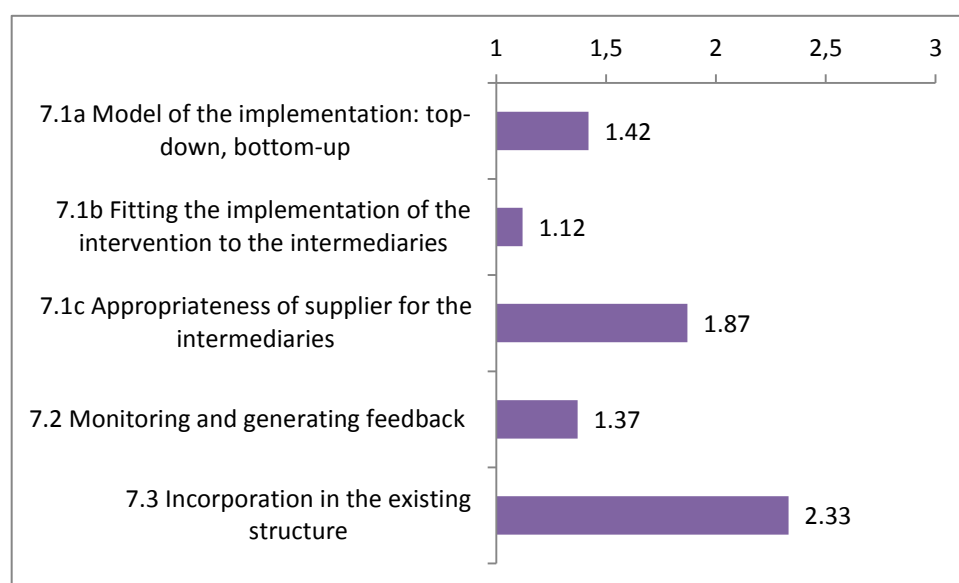 1 1,5 2 2,5 3
7.1a Model of the implementation: top-
down, bottom-up
1.42
7.1b Fitting the implementation of the
intervention to the intermediaries
1.12
7.1c Appropriateness of supplier for the
intermediaries
1.87
7.2 Monitoring and generating feedback
1.37
7.3 Incorporation in the existing
structure
2.33